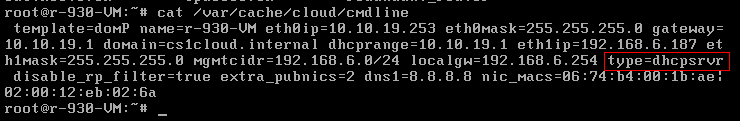 root@r-930-VM:~# cat /var/cache/cloud/cmdline
template=domP name=r-930-VM eth0ip=10.10.19.253 eth0mask=255.255.255.0 gateway=
10.10.19.1 domain=cs1cloud.internal dhcprange=10.10.19.1 eth1ip=192.168.6.187 et
h1mask=255.255.255.0 mgmtcidr=192.168.6.0/24 localgw=192.168.6.254 type=dhcpsrvr
disable_rp_filter=true extra_pubnics=2 dns1=8.8.8.8 nic_macs=06:74:b4:00:1b:ae|
02:00:12:eb:02:6a
root@r-930-VM:~# _